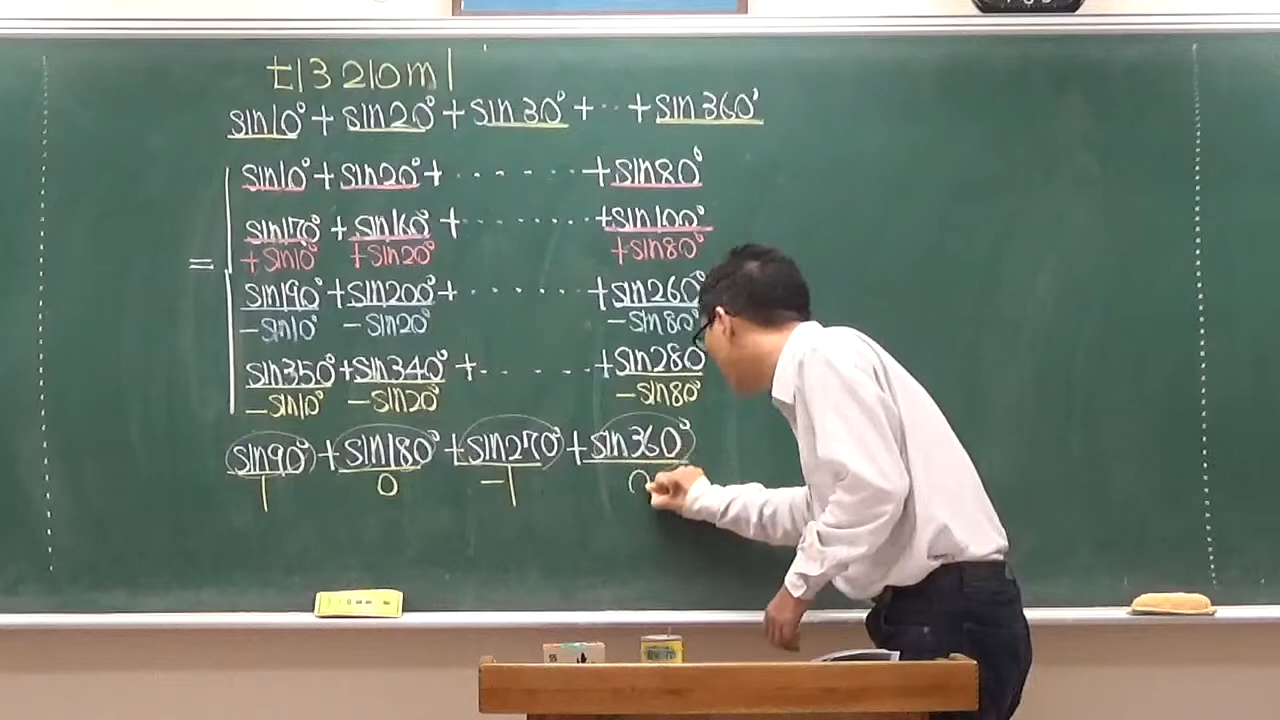 t13210m1
sin10°+sin20°+sin30°+...+sin360°
sin10°+sin20°+.......+sin80°
sin170°+sin160°+.......+sin100°
+sin10° +sin20° +sin80°
=
sin190°+sin200°+.......+sin260°
-sin10° -sin20° -sin80°
sin350°+sin340°+.......+sin280°
-sin10° -sin20° -sin80°
sin90°+sin180°+sin270°+sin360°
1 0 -1 0